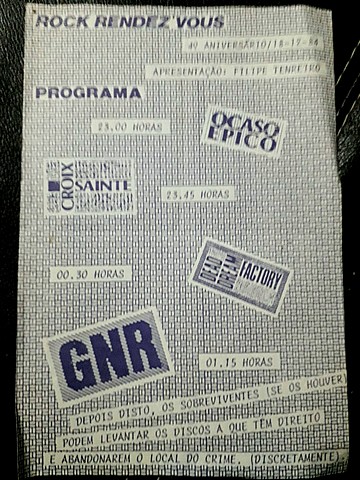 ROCK RENDEZ VOUS
4º ANIVERSÁRIO/18-17-84
APRESENTAÇÃO: FILIPE TENREIRO
PROGRAMA
23.00 HORAS
OCASO
EPICO
CROIX
SAINTE
23.45 HORAS
00.30 HORAS
DEAD
DREAM
FACTORY
GNR
01.15 HORAS
DEPOIS DISTO, OS SOBREVIVENTES (SE OS HOUVER)
PODEM LEVANTAR OS DISCOS A QUE TÊM DIREITO
E ABANDONAREM O LOCAL DO CRIME. (DISCRETAMENTE)